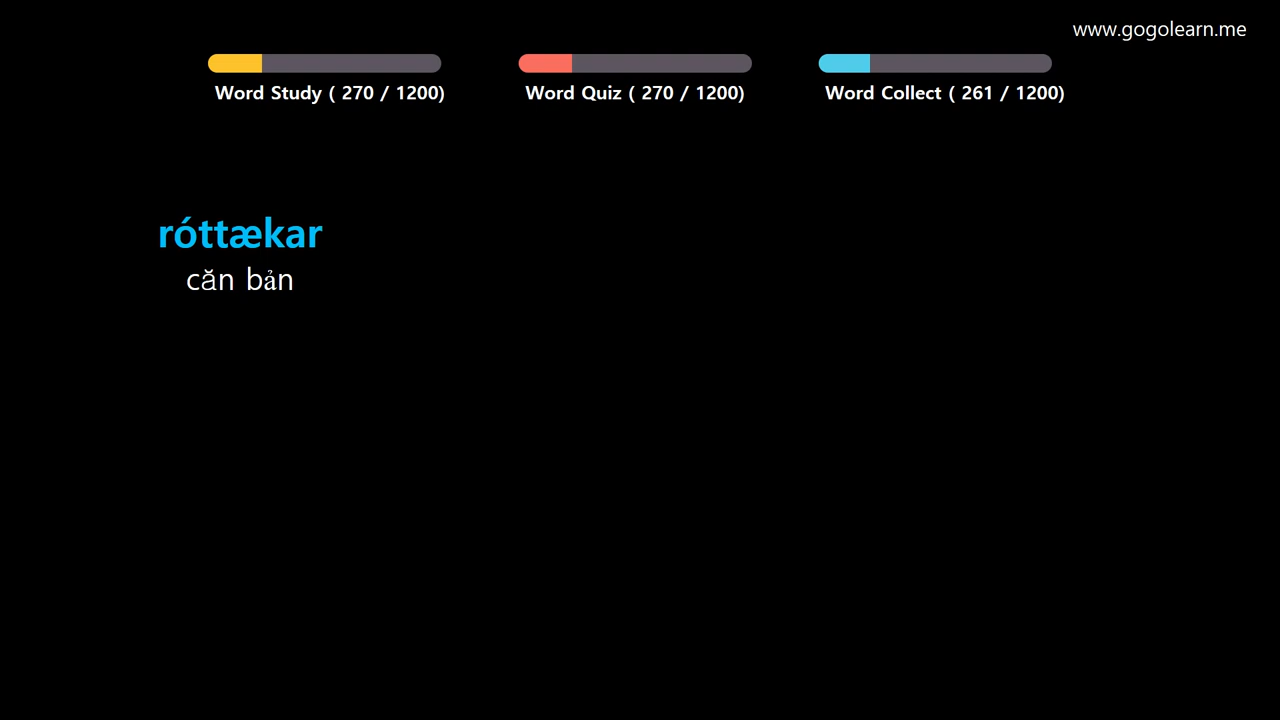 www.gogolearn.me
Word Study ( 270 / 1200)
Word Quiz ( 270 / 1200)
Word Collect ( 261 / 1200)
róttækar
căn bản